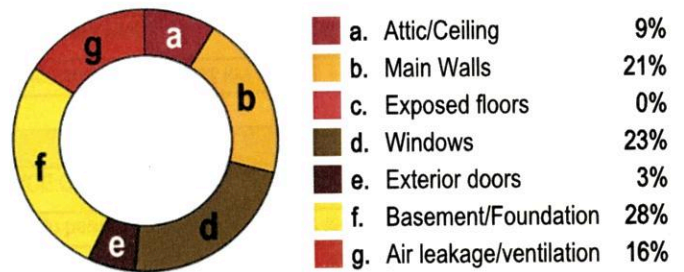 g
a
b
f
d
e
a. Attic/Ceiling 9%
b. Main Walls 21%
c. Exposed floors 0%
d. Windows 23%
e. Exterior doors 3%
f. Basement/Foundation 28%
g. Air leakage/ventilation 16%